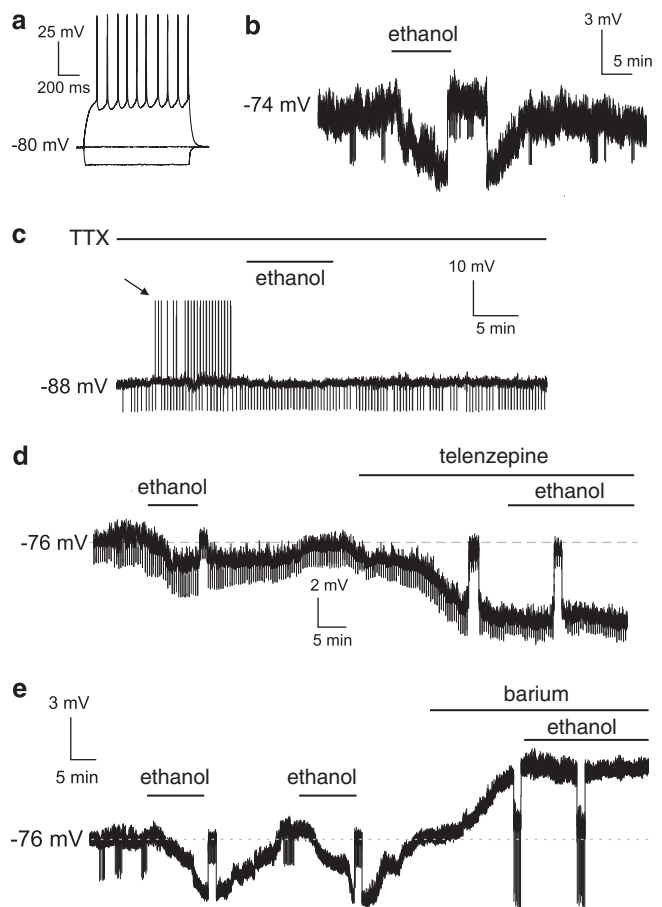 a
25 mV
200 ms
-80 mV
b
ethanol
3 mV
5 min
-74 mV
c
TTX
ethanol
10 mV
5 min
-88 mV
d
telenzepine
ethanol
ethanol
-76 mV
2 mV
5 min
e
3 mV
5 min
barium
ethanol
ethanol
ethanol
-76 mV